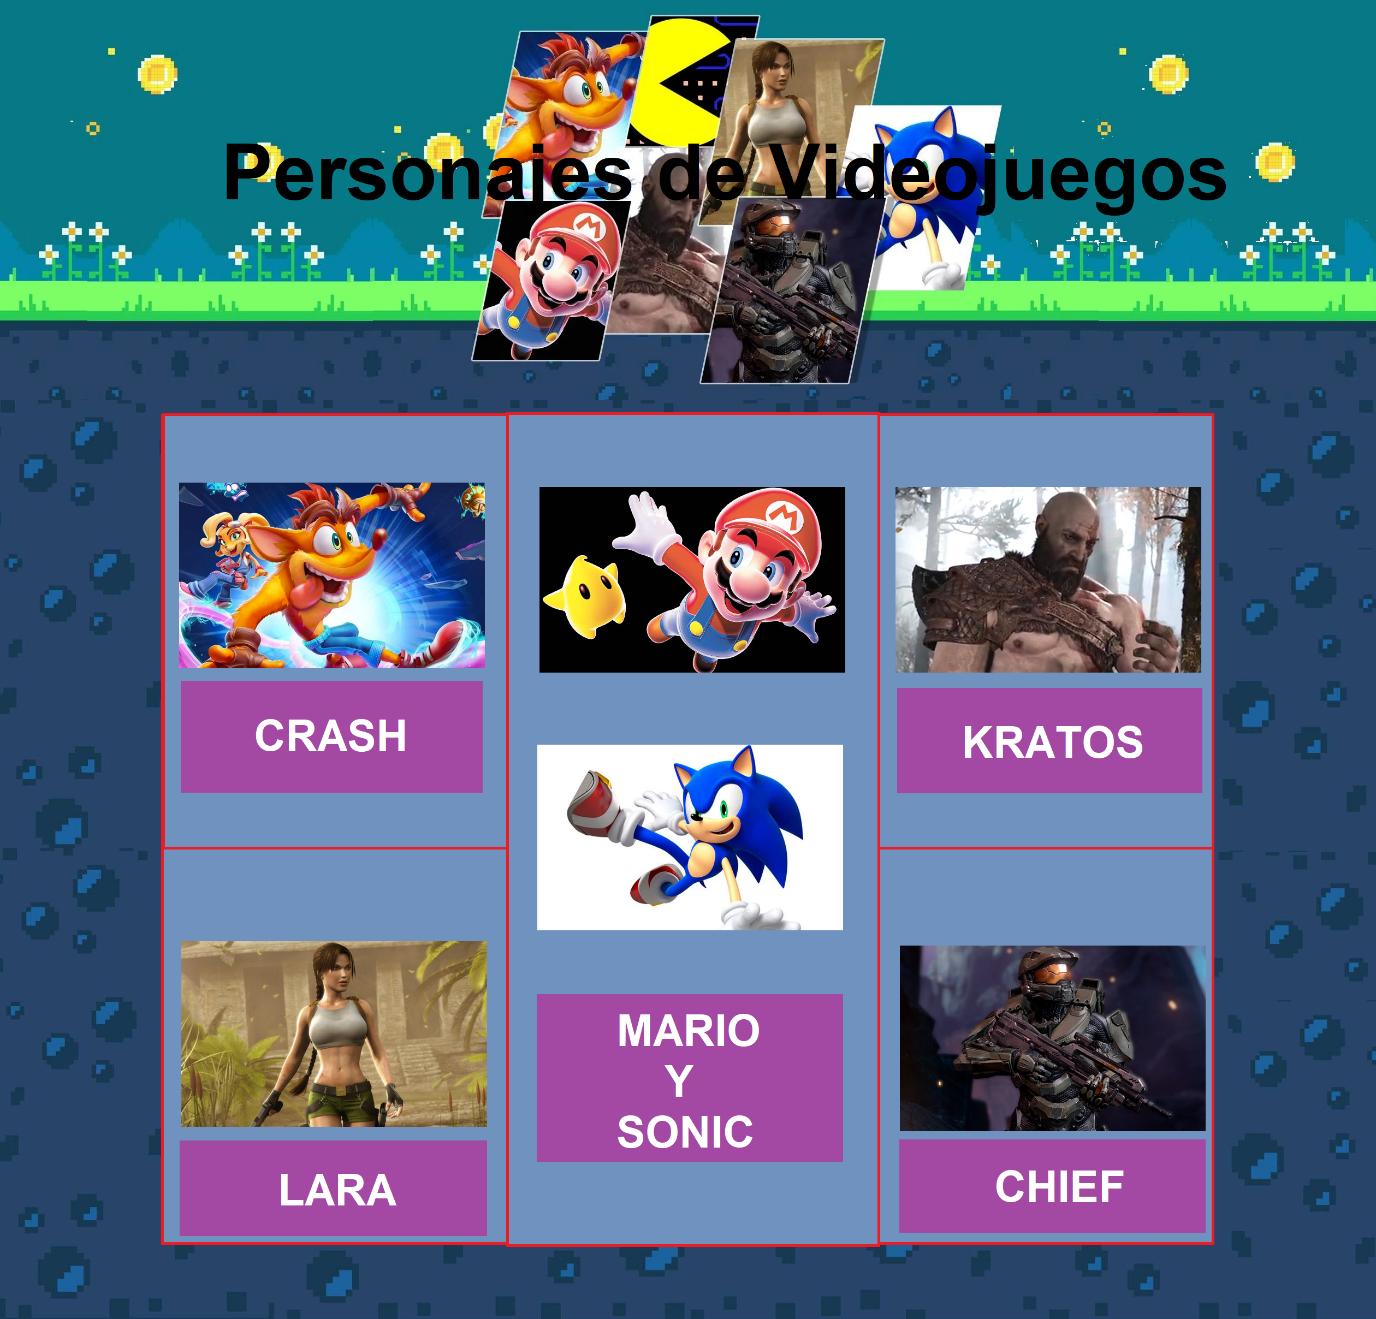 Personajes de Videojuegos
CRASH
KRATOS
MARIO
Y
SONIC
LARA
CHIEF